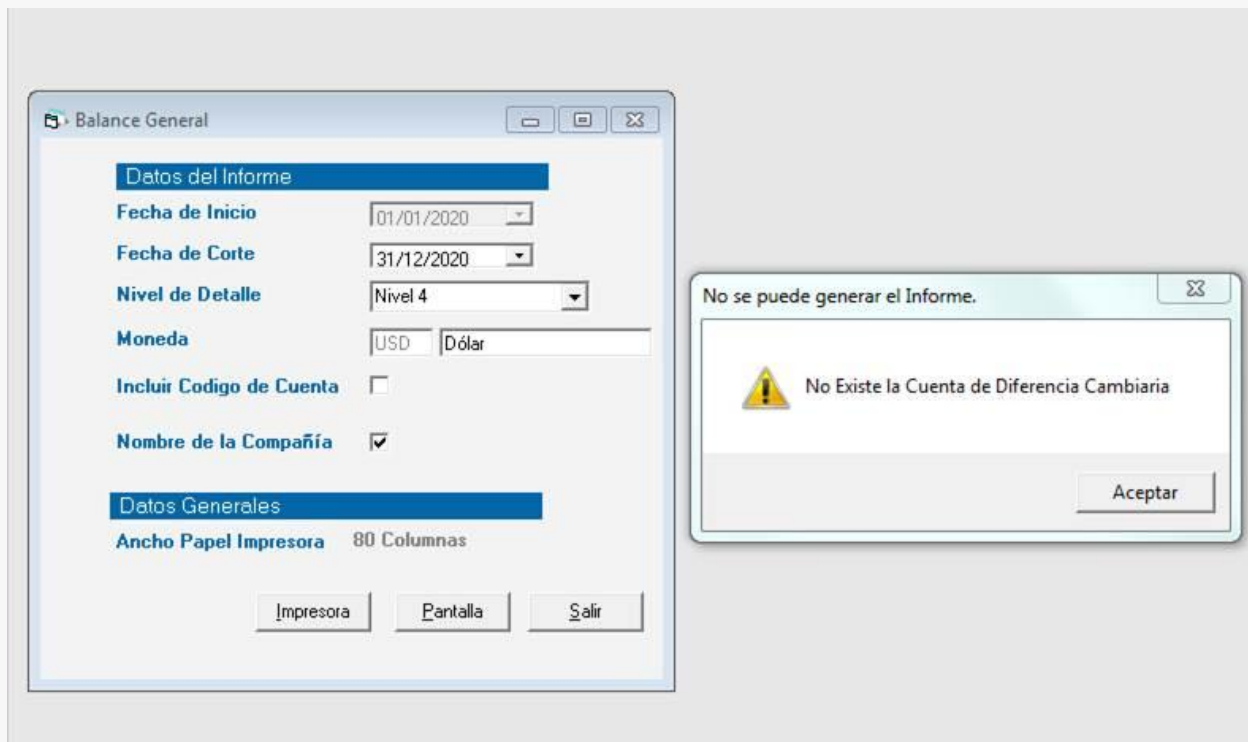 Balance General
Datos del Informe
Fecha de Inicio 01/01/2020
Fecha de Corte 31/12/2020
Nivel de Detalle Nivel 4
Moneda USD Dólar
Incluir Codigo de Cuenta
Nombre de la Compañía
Datos Generales
Ancho Papel Impresora 80 Columnas
Impresora Pantalla Salir
No se puede generar el Informe.
No Existe la Cuenta de Diferencia Cambiaria
Aceptar